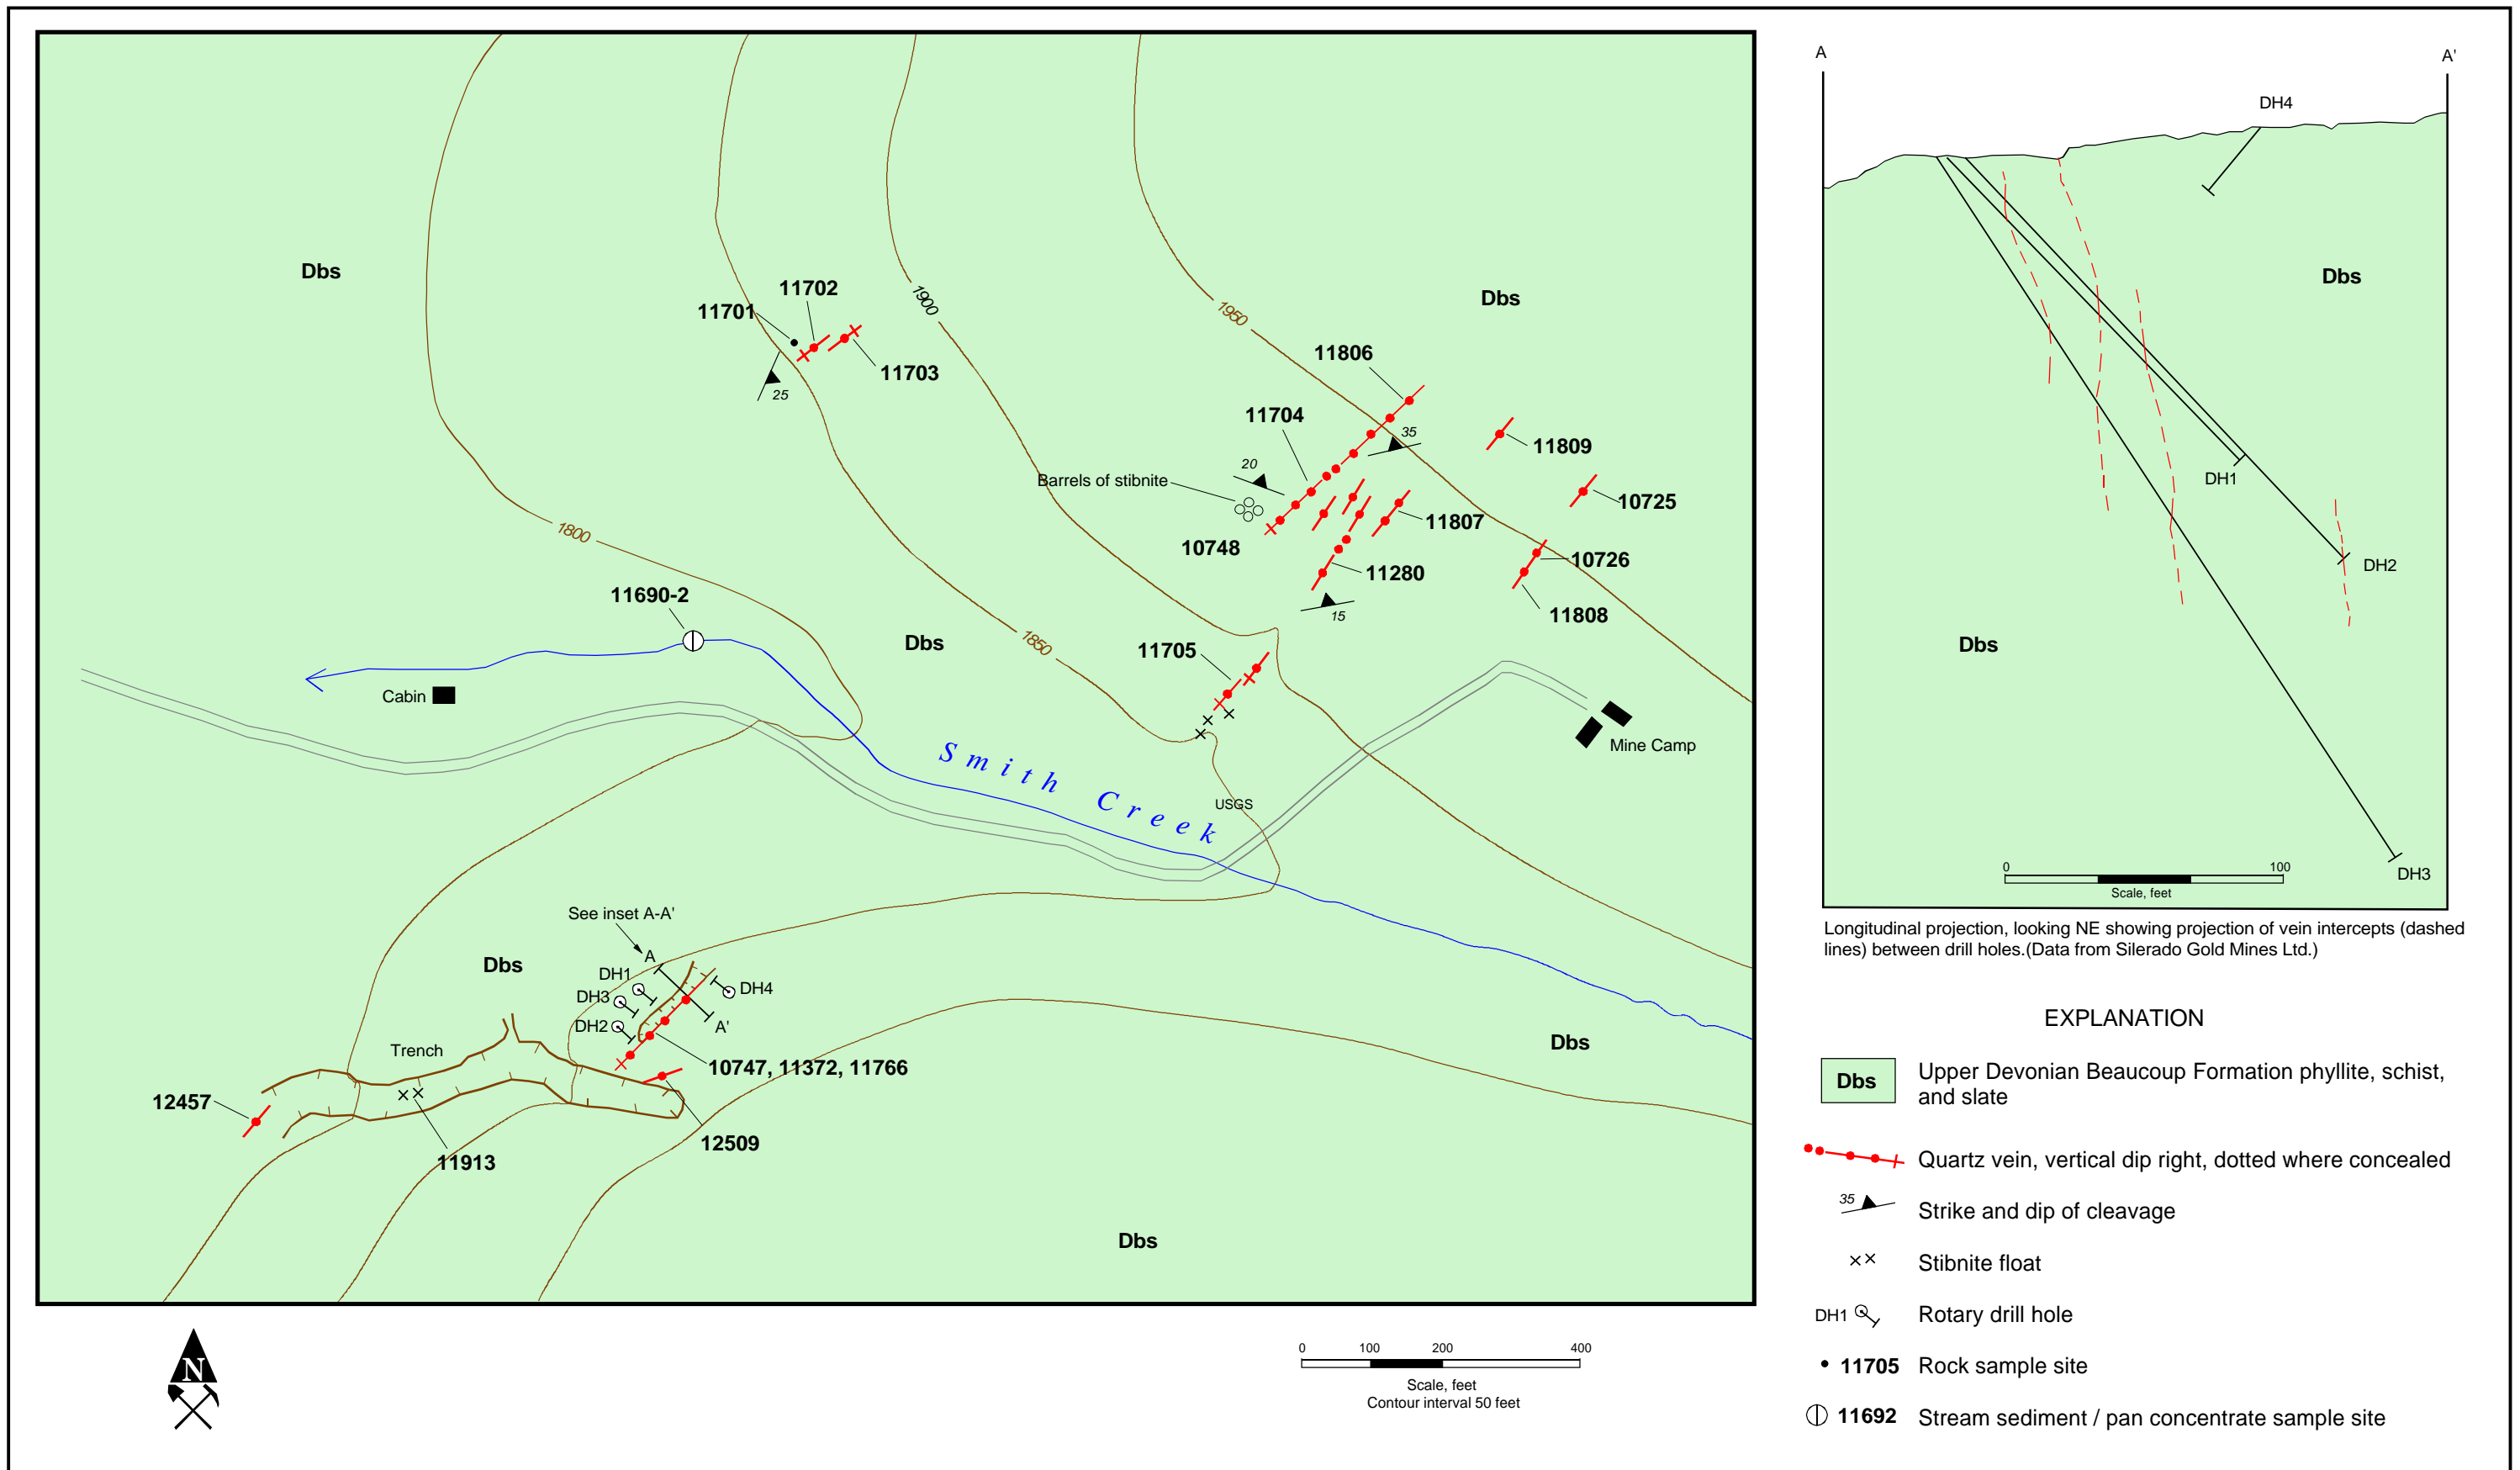 Dbs
11702
11701
11703
25
1900
Dbs
1950
11806
11704
35
11809
20
Barrels of stibnite
10725
11807
10748
10726
11280
11808
15
1800
11690-2
Dbs
1850
11705
Cabin
Mine Camp
Smith Creek
USGS
See inset A-A'
A
Dbs
DH1
DH3
DH4
DH2
A'
Trench
10747, 11372, 11766
12457
12509
11913
Dbs
Dbs
N
0 100 200 400
Scale, feet
Contour interval 50 feet
A
A'
DH4
Dbs
DH1
DH2
Dbs
DH3
0 100
Scale, feet
Longitudinal projection, looking NE showing projection of vein intercepts (dashed
lines) between drill holes.(Data from Silerado Gold Mines Ltd.)
EXPLANATION
Dbs
Upper Devonian Beaucoup Formation phyllite, schist,
and slate
Quartz vein, vertical dip right, dotted where concealed
35
Strike and dip of cleavage
Stibnite float
DH1
Rotary drill hole
11705
Rock sample site
11692
Stream sediment / pan concentrate sample site